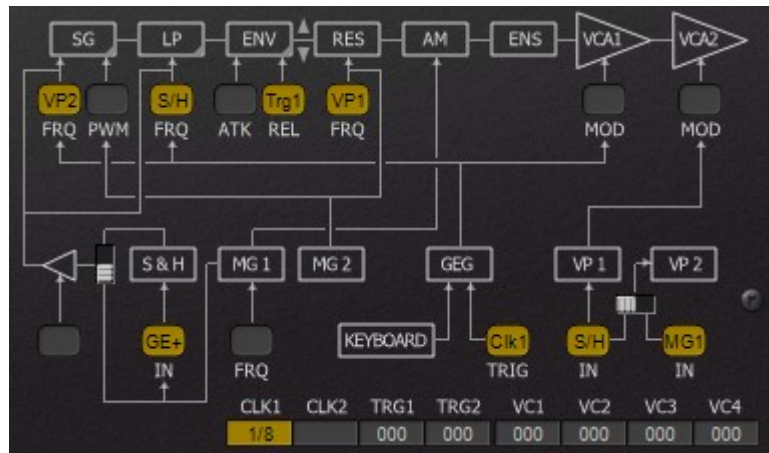 SG LP ENV RES AM ENS VCA1 VCA2
VP2 S/H Trg1 VP1
FRQ PWM FRQ ATK REL FRQ MOD MOD
S & H MG 1 MG 2 GEG VP 1 VP 2
GE+ KEYBOARD Clk1 S/H MG1
IN FRQ TRIG IN IN
CLK1 CLK2 TRG1 TRG2 VC1 VC2 VC3 VC4
1/8 000 000 000 000 000 000